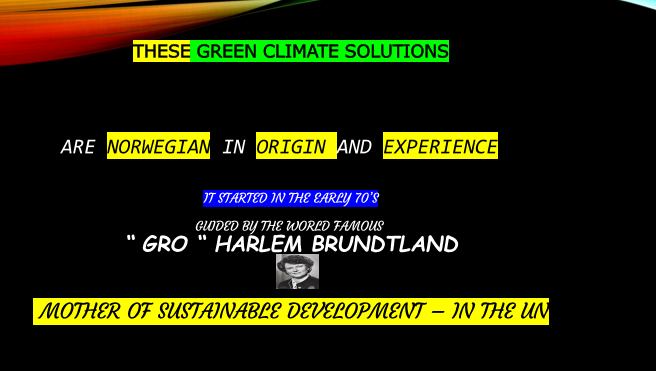 THESE GREEN CLIMATE SOLUTIONS
ARE NORWEGIAN IN ORIGIN AND EXPERIENCE
IT STARTED IN THE EARLY 70'S
GUIDED BY THE WORLD FAMOUS
“ GRO “ HARLEM BRUNDTLAND
MOTHER OF SUSTAINABLE DEVELOPMENT – IN THE UN